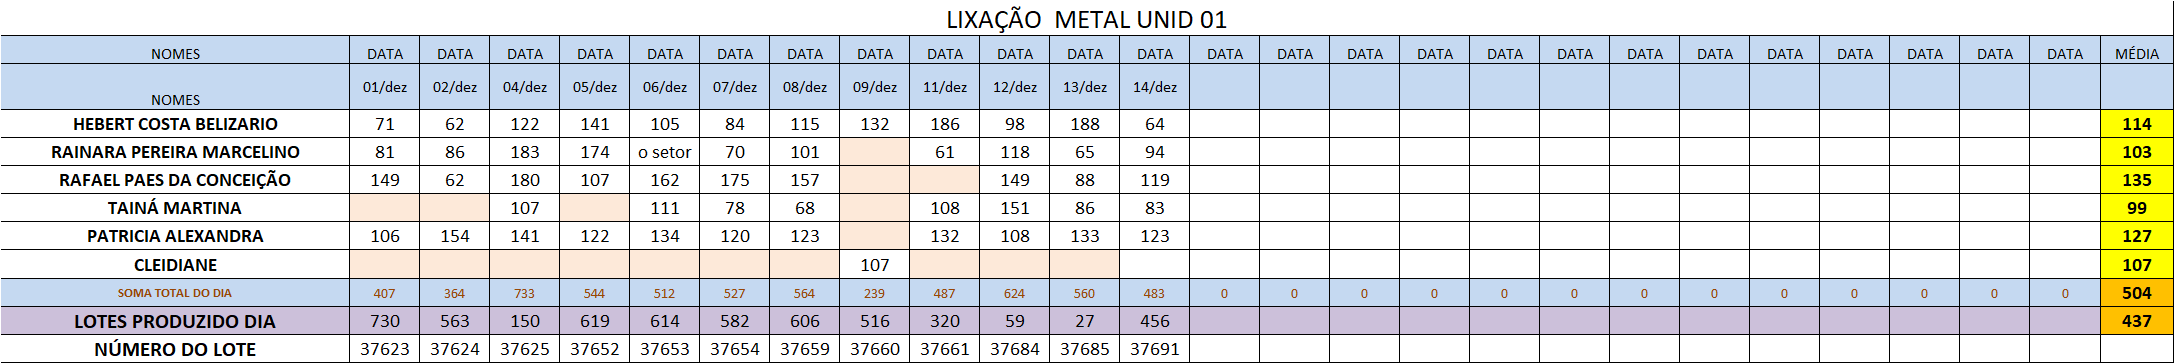 LIXAÇÃO  METAL UNID 01
NOMES DATA DATA DATA DATA DATA DATA DATA DATA DATA DATA DATA DATA DATA DATA DATA DATA DATA DATA DATA DATA DATA DATA DATA DATA DATA MÉDIA
NOMES 01/dez 02/dez 04/dez 05/dez 06/dez 07/dez 08/dez 09/dez 11/dez 12/dez 13/dez 14/dez
HEBERT COSTA BELIZARIO 71 62 122 141 105 84 115 132 186 98 188 64 114
RAINARA PEREIRA MARCELINO 81 86 183 174 o setor 70 101 61 118 65 94 103
RAFAEL PAES DA CONCEIÇÃO 149 62 180 107 162 175 157 149 88 119 135
TAINÁ MARTINA 107 111 78 68 108 151 86 83 99
PATRICIA ALEXANDRA 106 154 141 122 134 120 123 132 108 133 123 127
CLEIDIANE 107 107
SOMA TOTAL DO DIA 407 364 733 544 512 527 564 239 487 624 560 483 0 0 0 0 0 0 0 0 0 0 0 0 0 504
LOTES PRODUZIDO DIA 730 563 150 619 614 582 606 516 320 59 27 456 437
NÚMERO DO LOTE 37623 37624 37625 37652 37653 37654 37659 37660 37661 37684 37685 37691